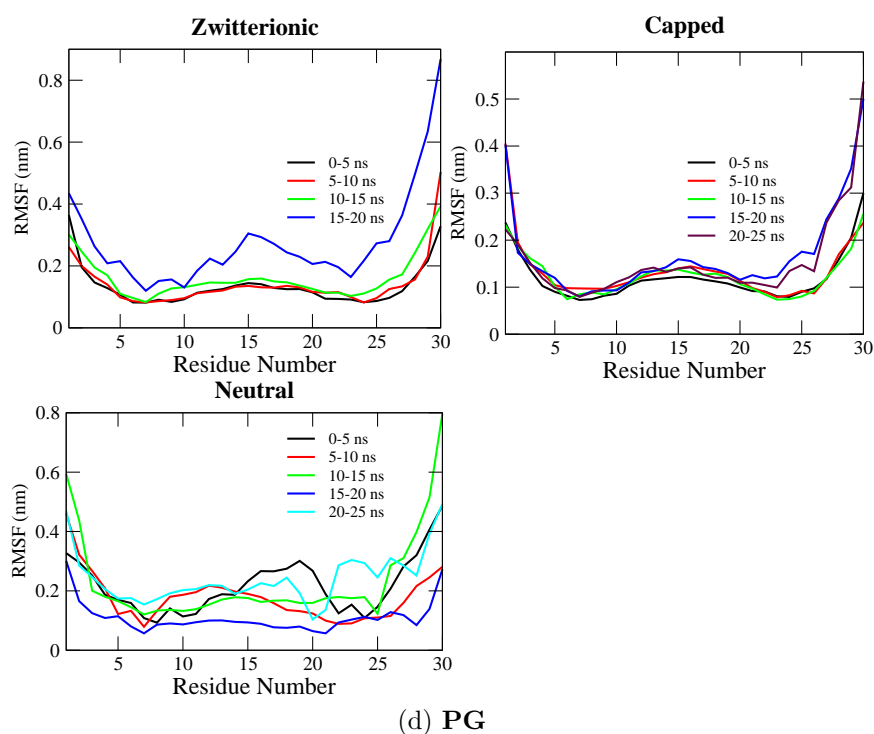 Zwitterionic
0.8
0.6
0.4
0.2
0
RMSF (nm)
0-5 ns
5-10 ns
10-15 ns
15-20 ns
5 10 15 20 25 30
Residue Number
Capped
0.5
0.4
0.3
0.2
0.1
0
RMSF (nm)
0-5 ns
5-10 ns
10-15 ns
15-20 ns
20-25 ns
5 10 15 20 25 30
Residue Number
Neutral
0.8
0.6
0.4
0.2
0
RMSF (nm)
0-5 ns
5-10 ns
10-15 ns
15-20 ns
20-25 ns
5 10 15 20 25 30
Residue Number
(d) PG